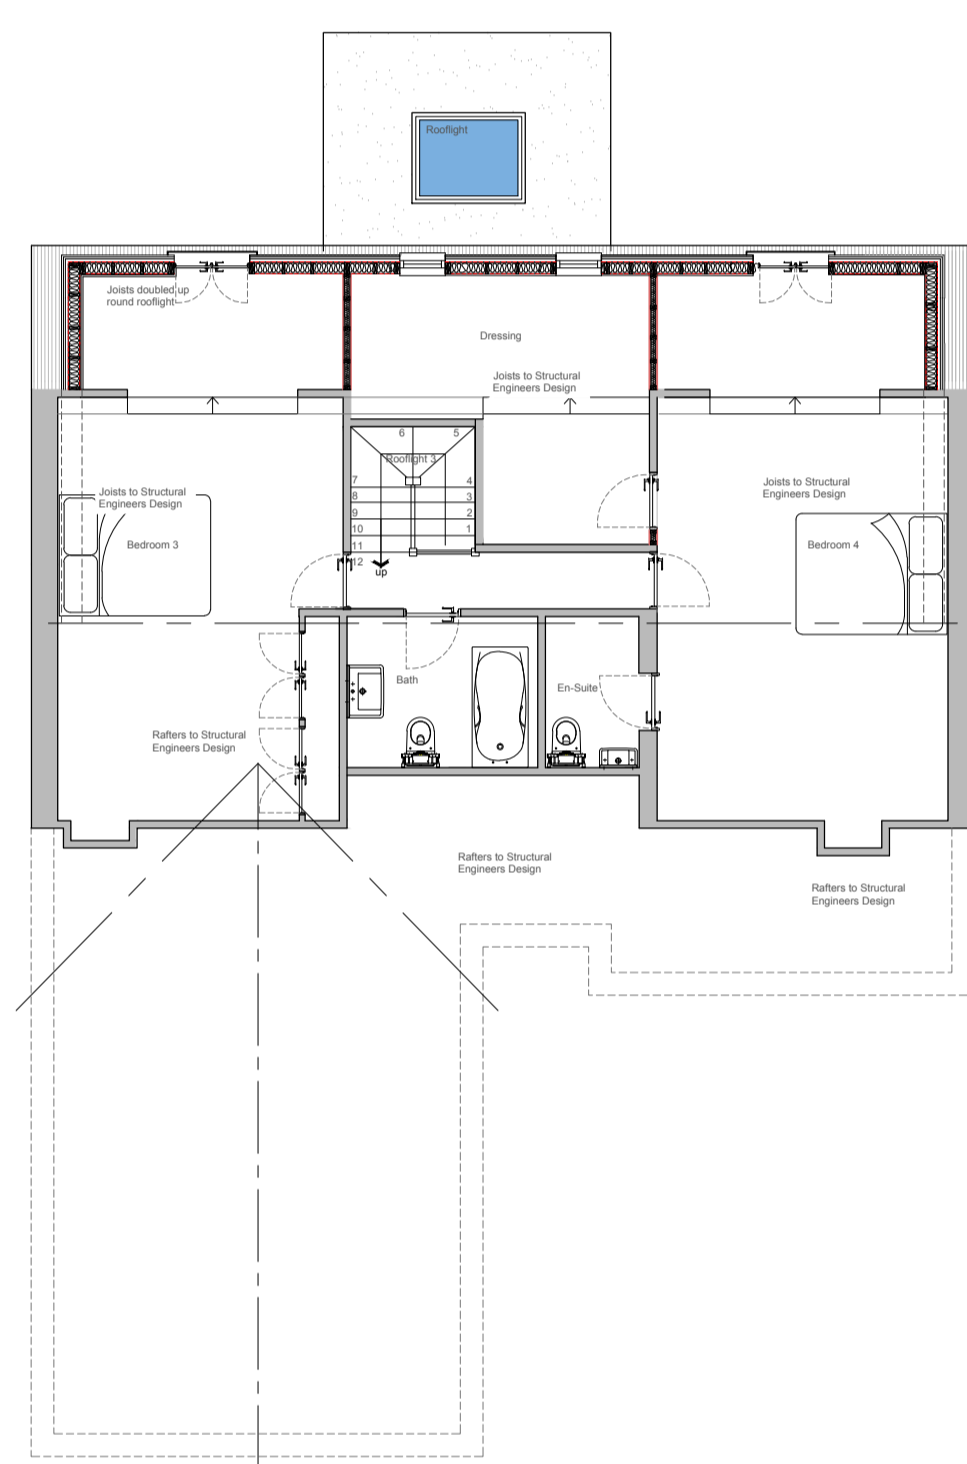 Rooflight
Joists doubled up
round rooflight
Dressing
Joists to Structural
Engineers Design
6
5
Rooflight 3
7
8
9
10
11
12
4
3
2
1
up
Joists to Structural
Engineers Design
Bedroom 3
Joists to Structural
Engineers Design
Bedroom 4
Bath
En-Suite
Rafters to Structural
Engineers Design
Rafters to Structural
Engineers Design
Rafters to Structural
Engineers Design